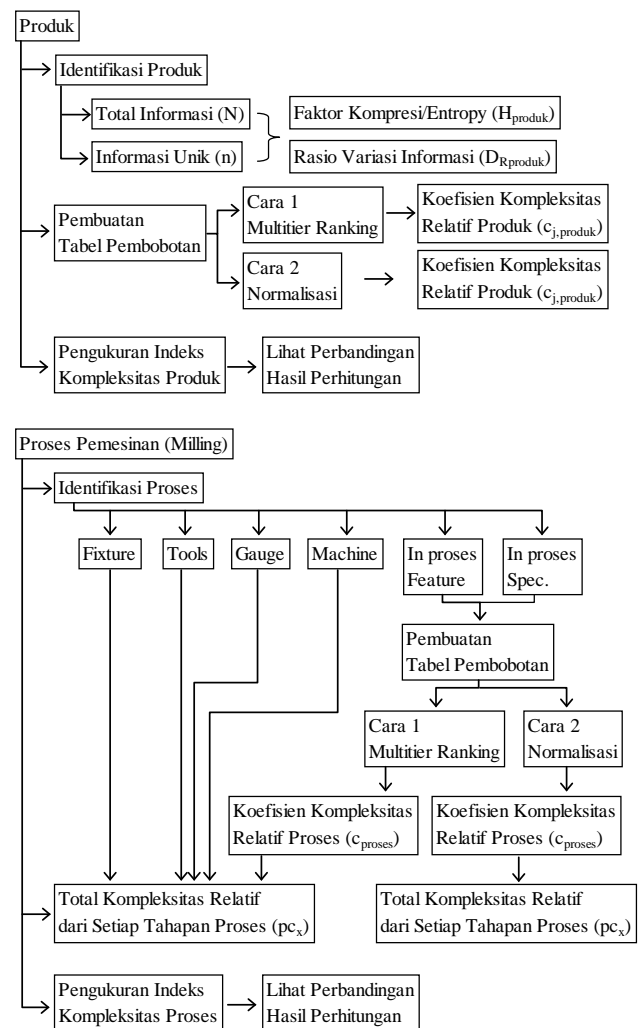 Produk
Identifikasi Produk
Total Informasi (N)
Faktor Kompresi/Entropy (Hproduk)
Informasi Unik (n)
Rasio Variasi Informasi (DRproduk)
Pembuatan
Tabel Pembobotan
Cara 1
Multitier Ranking
Koefisien Kompleksitas
Relatif Produk (cj,produk)
Cara 2
Normalisasi
Koefisien Kompleksitas
Relatif Produk (cj,produk)
Pengukuran Indeks
Kompleksitas Produk
Lihat Perbandingan
Hasil Perhitungan
Proses Pemesinan (Milling)
Identifikasi Proses
Fixture
Tools
Gauge
Machine
In proses
Feature
In proses
Spec.
Pembuatan
Tabel Pembobotan
Cara 1
Multitier Ranking
Cara 2
Normalisasi
Koefisien Kompleksitas
Relatif Proses (cproses)
Koefisien Kompleksitas
Relatif Proses (cproses)
Total Kompleksitas Relatif
dari Setiap Tahapan Proses (pcx)
Total Kompleksitas Relatif
dari Setiap Tahapan Proses (pcx)
Pengukuran Indeks
Kompleksitas Proses
Lihat Perbandingan
Hasil Perhitungan